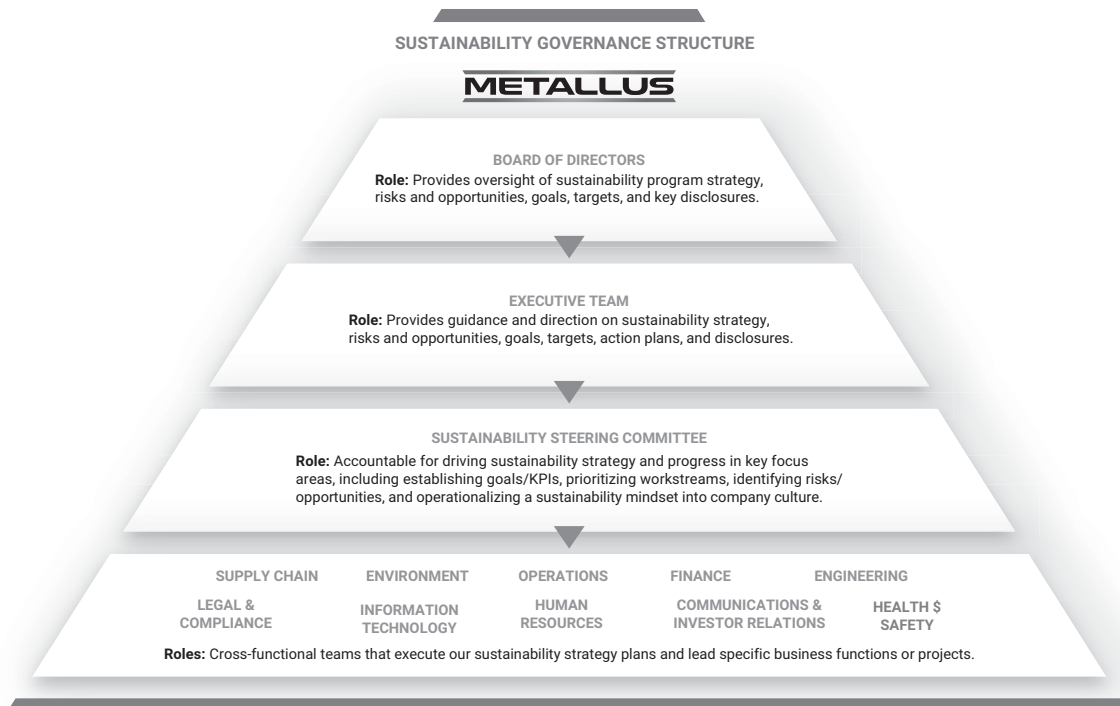 SUSTAINABILITY GOVERNANCE STRUCTURE
METALLUS
BOARD OF DIRECTORS
Role: Provides oversight of sustainability program strategy,
risks and opportunities, goals, targets, and key disclosures.
EXECUTIVE TEAM
Role: Provides guidance and direction on sustainability strategy,
risks and opportunities, goals, targets, action plans, and disclosures.
SUSTAINABILITY STEERING COMMITTEE
Role: Accountable for driving sustainability strategy and progress in key focus
areas, including establishing goals/KPIs, prioritizing workstreams, identifying risks/
opportunities, and operationalizing a sustainability mindset into company culture.
SUPPLY CHAIN
ENVIRONMENT
OPERATIONS
FINANCE
ENGINEERING
LEGAL &
COMPLIANCE
INFORMATION
TECHNOLOGY
HUMAN
RESOURCES
COMMUNICATIONS &
INVESTOR RELATIONS
HEALTH $
SAFETY
Roles: Cross-functional teams that execute our sustainability strategy plans and lead specific business functions or projects.